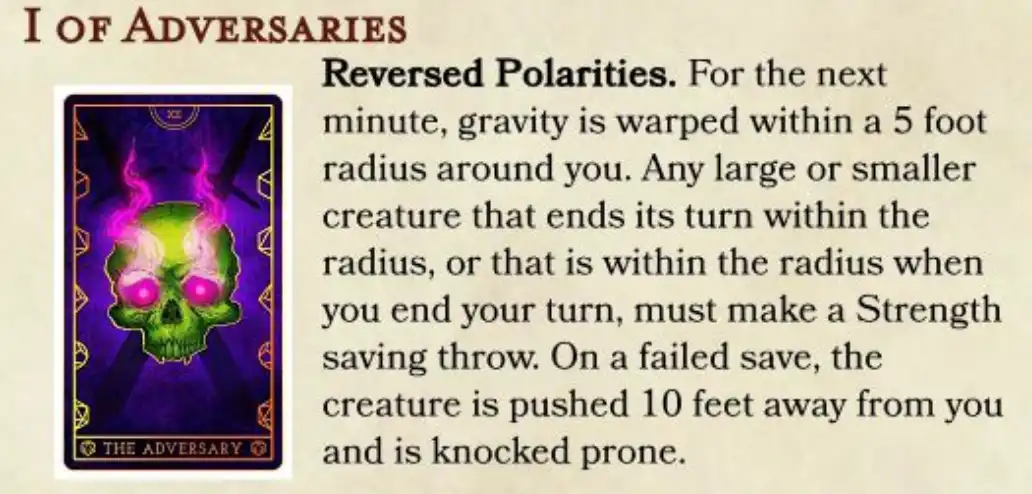 I OF ADVERSARIES
Reversed Polarities. For the next
minute, gravity is warped within a 5 foot
radius around you. Any large or smaller
creature that ends its turn within the
radius, or that is within the radius when
you end your turn, must make a Strength
saving throw. On a failed save, the
creature is pushed 10 feet away from you
and is knocked prone.
XX
THE ADVERSARY